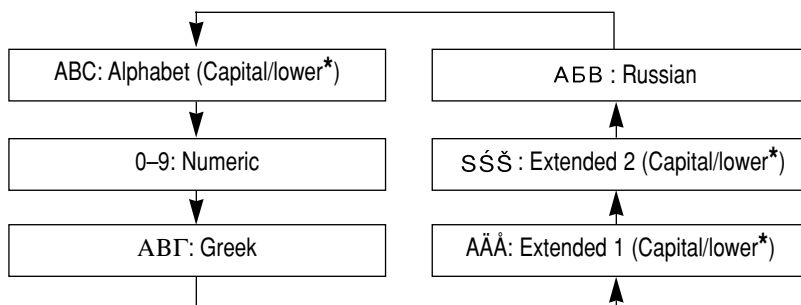 ABC: Alphabet (Capital/lower*)
0–9: Numeric
ΑΒΓ: Greek
АБВ : Russian
SŚŠ : Extended 2 (Capital/lower*)
AÄÅ: Extended 1 (Capital/lower*)